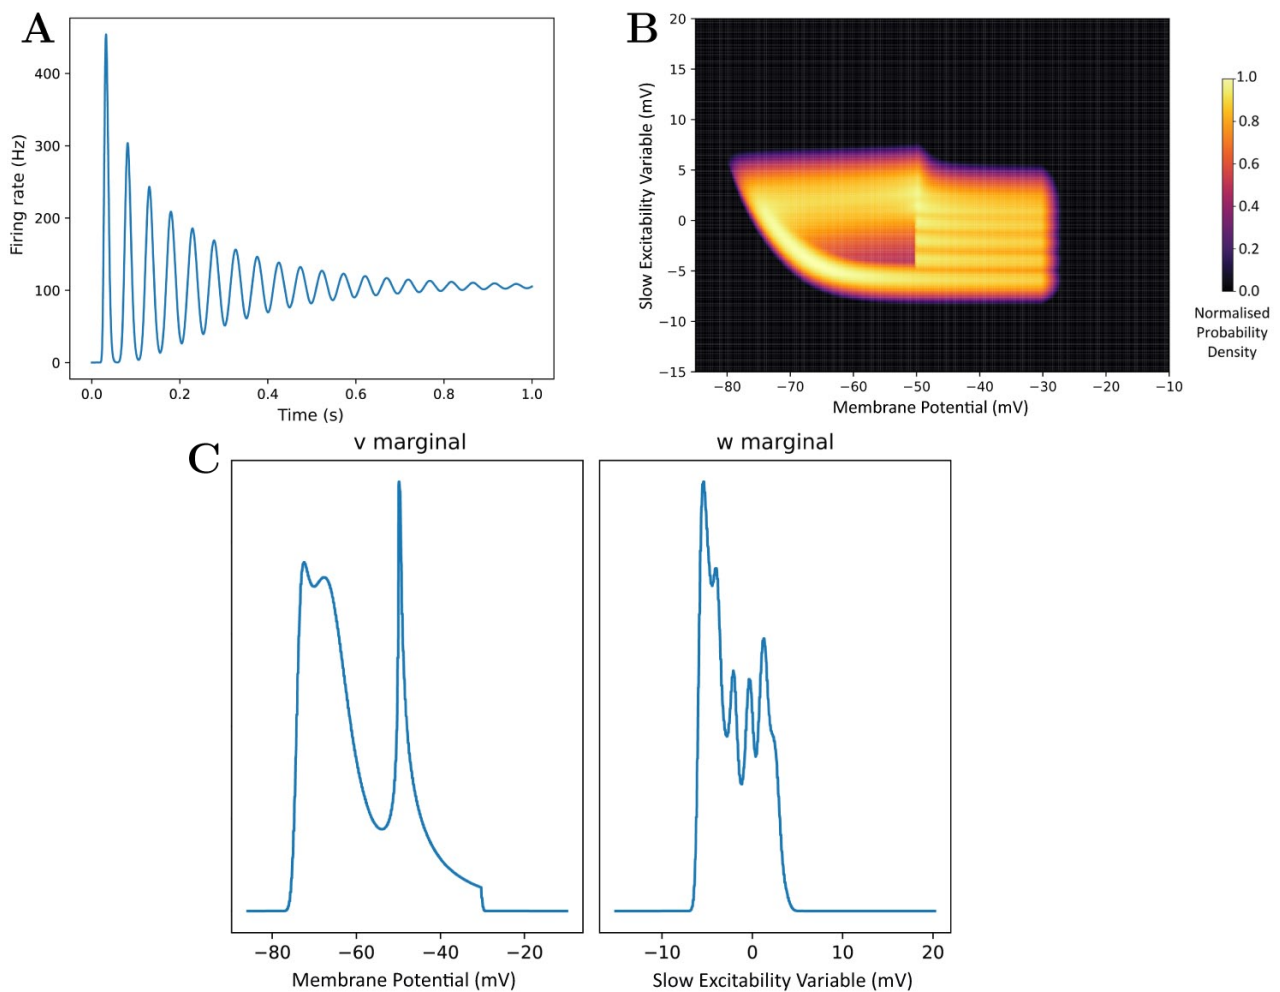 A
Firing rate (Hz)
400
300
200
100
0
0.0 0.2 0.4 0.6 0.8 1.0
Time (s)
B
Slow Excitability Variable (mV)
20
15
10
5
0
−5
−10
−15
−80 −70 −60 −50 −40 −30 −20 −10
Membrane Potential (mV)
1.0
0.8
0.6
0.4
0.2
0.0
Normalised
Probability
Density
C
v marginal
−80 −60 −40 −20
Membrane Potential (mV)
w marginal
−10 0 10 20
Slow Excitability Variable (mV)